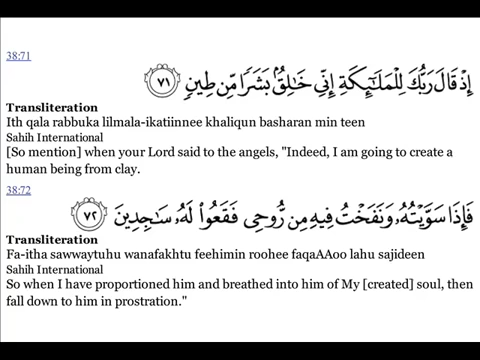 38:71
إِذْ قَالَ رَبُّكَ لِلْمَلَٰٓئِكَةِ إِنِّى خَٰلِقٌۢ بَشَرًا مِّن طِينٍ ٧١
Transliteration
Ith qala rabbuka lilmala-ikatiinnee khaliqun basharan min teen
Sahih International
[So mention] when your Lord said to the angels, "Indeed, I am going to create a
human being from clay.
38:72
فَإِذَا سَوَّيْتُهُۥ وَنَفَخْتُ فِيهِ مِن رُّوحِى فَقَعُوا۟ لَهُۥ سَٰجِدِينَ ٧٢
Transliteration
Fa-itha sawwaytuhu wanafakhtu feehimin roohee faqaAAoo lahu sajideen
Sahih International
So when I have proportioned him and breathed into him of My [created] soul, then
fall down to him in prostration."